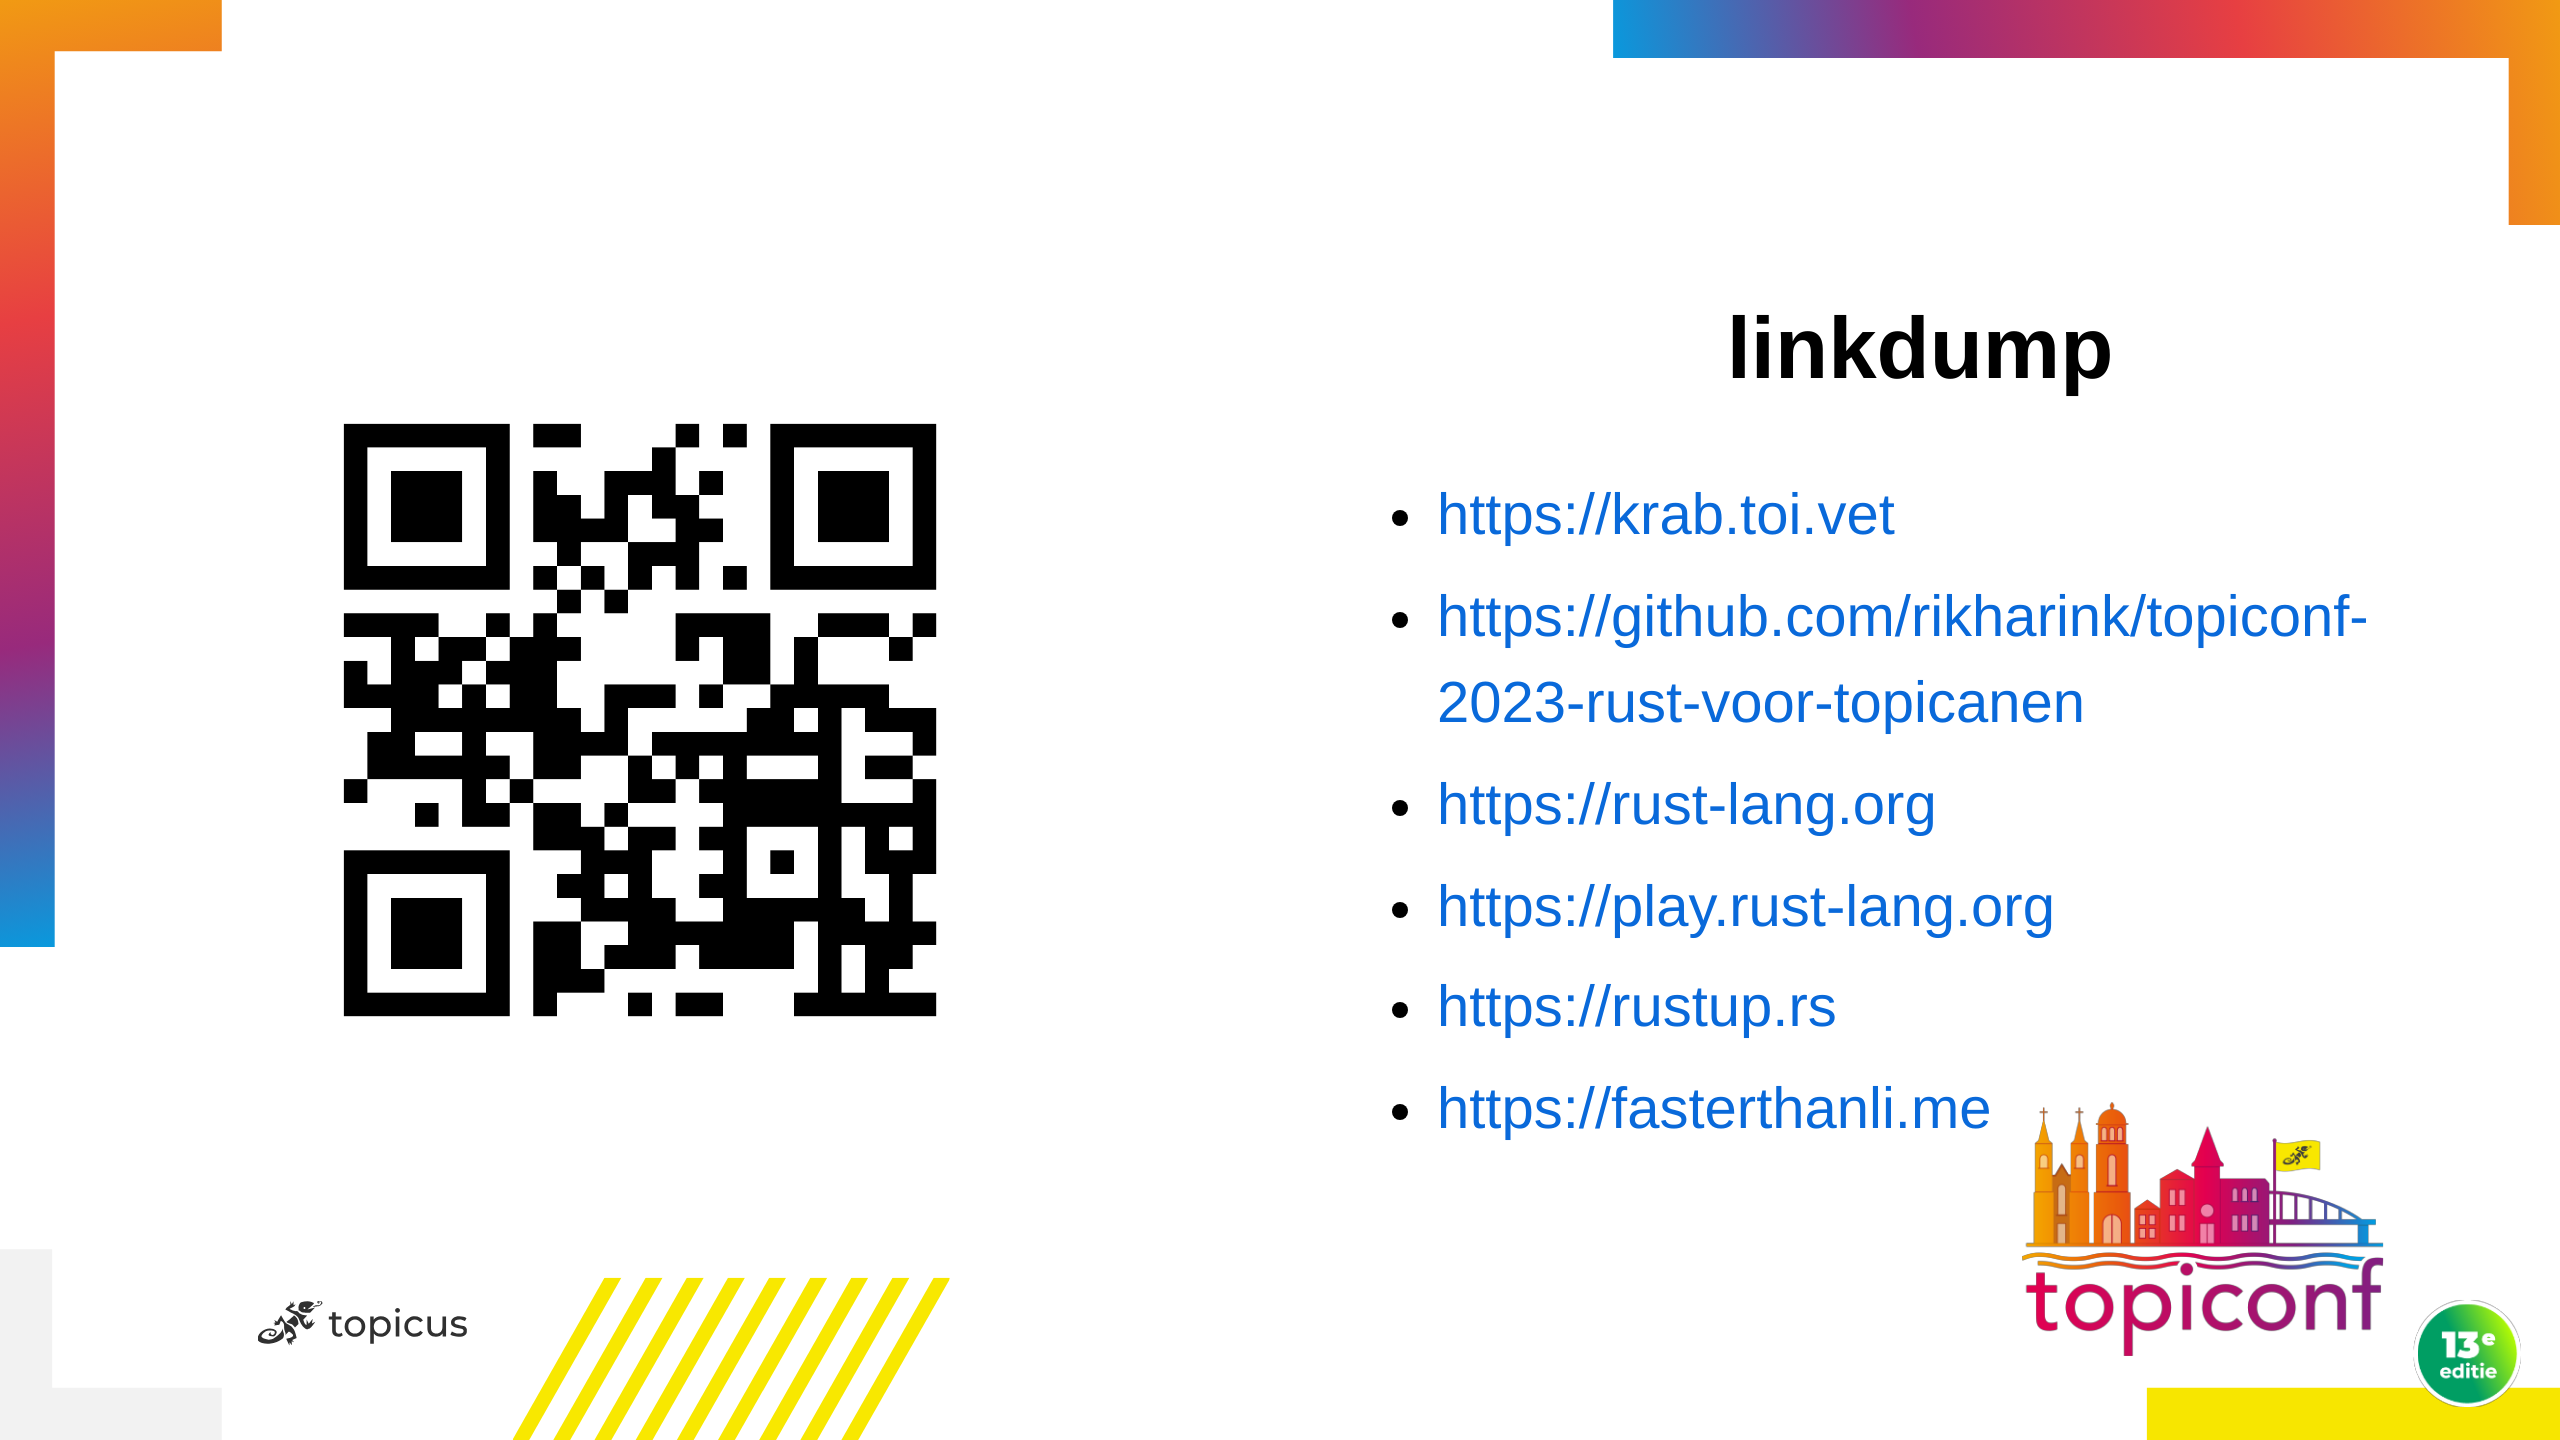 linkdump
https://krab.toi.vet
https://github.com/rikharink/topiconf-
2023-rust-voor-topicanen
https://rust-lang.org
https://play.rust-lang.org
https://rustup.rs
https://fasterthanli.me
topicus
topiconf
13e
editie